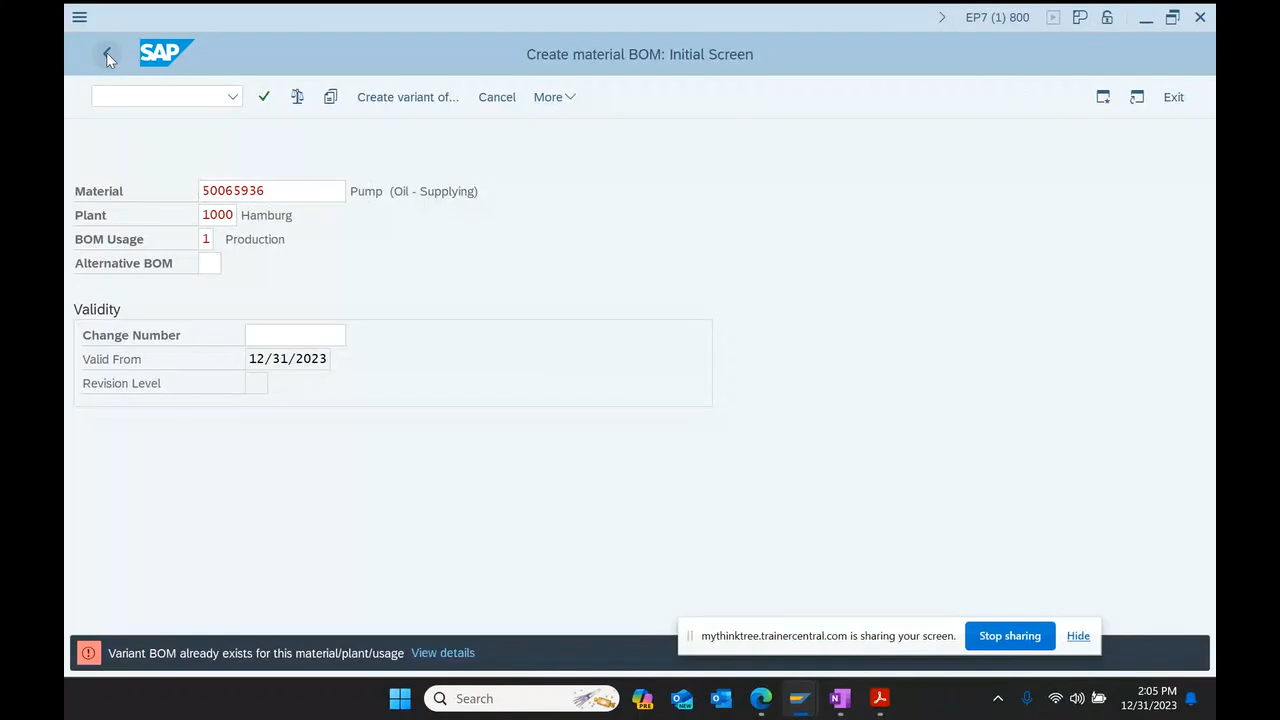 EP7 (1) 800
SAP
Create material BOM: Initial Screen
Create variant of...
Cancel
More
Exit
Material
50065936
Pump (Oil - Supplying)
Plant
1000
Hamburg
BOM Usage
1
Production
Alternative BOM
Validity
Change Number
Valid From
12/31/2023
Revision Level
mythinktree.trainercentral.com is sharing your screen.
Stop sharing
Hide
Variant BOM already exists for this material/plant/usage
View details
Search
PRE
NEW
2:05 PM
12/31/2023